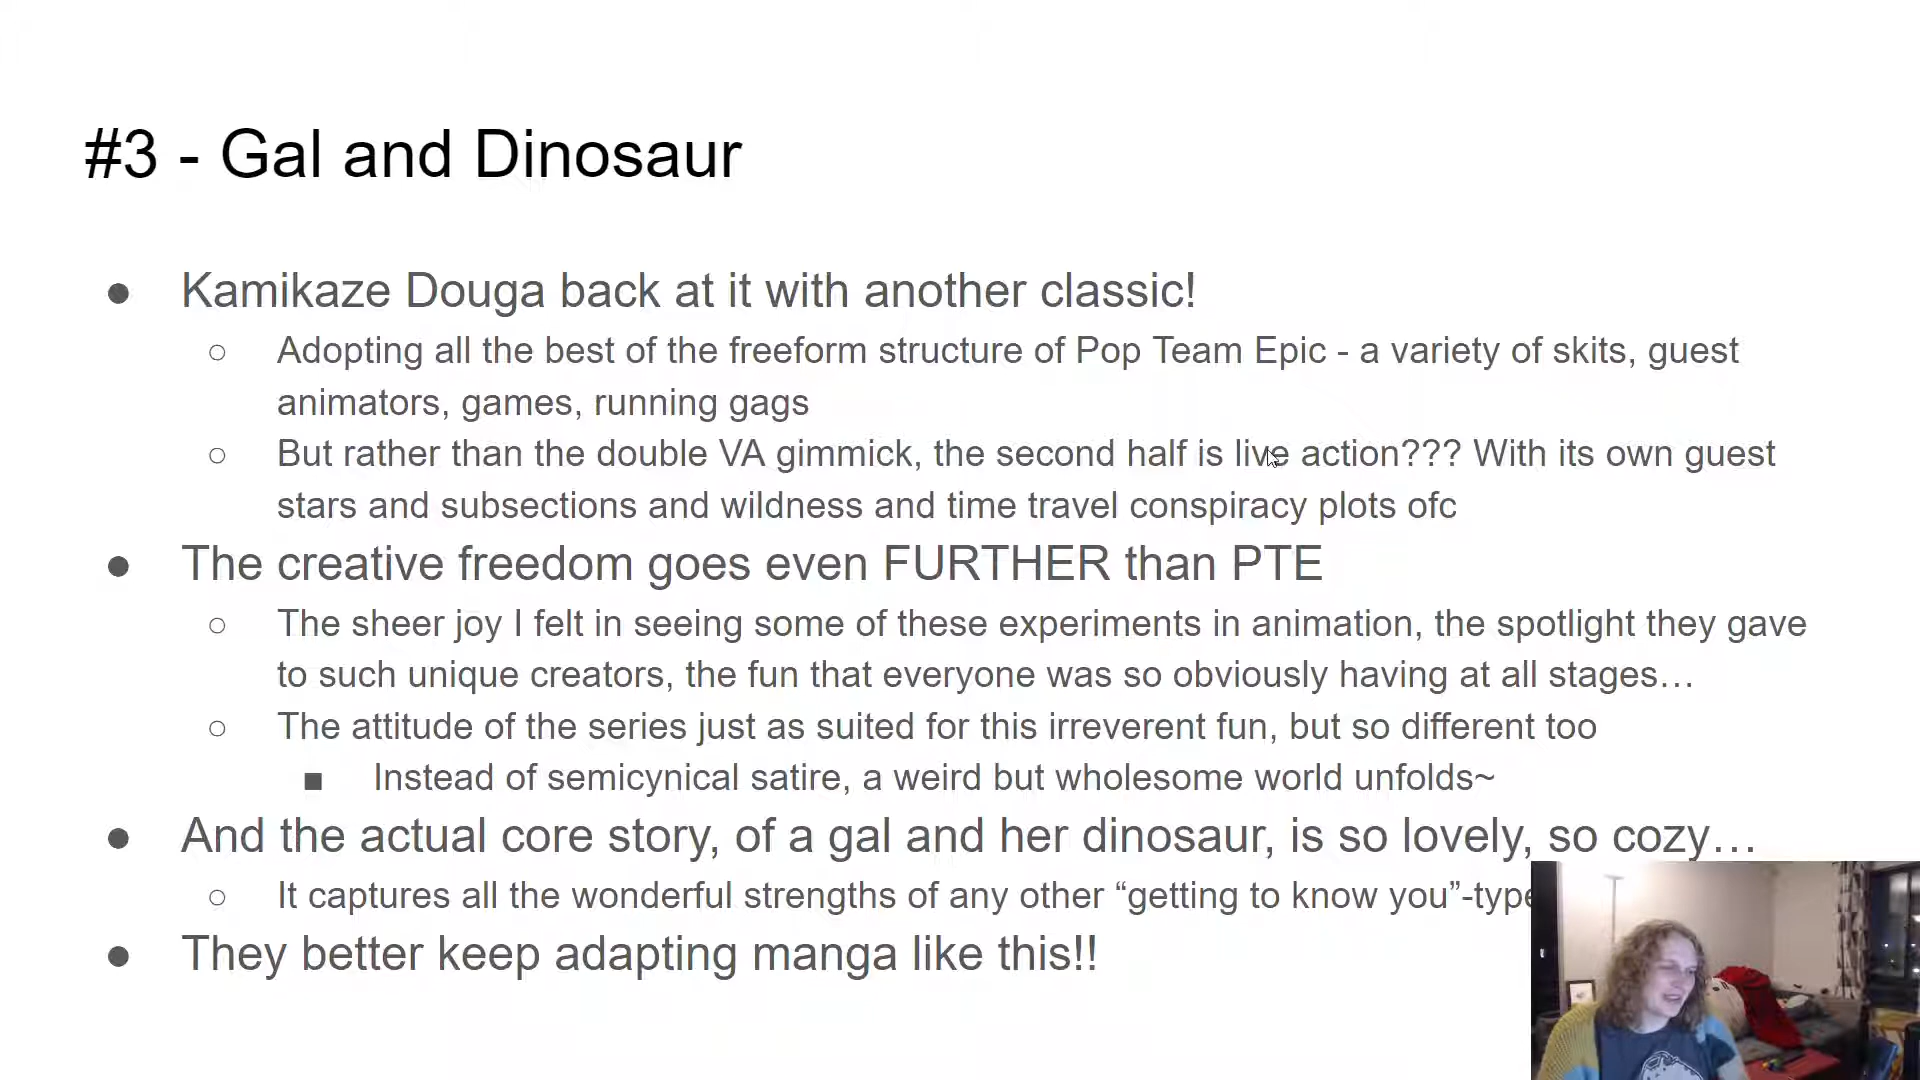 #3 - Gal and Dinosaur
● Kamikaze Douga back at it with another classic!
○ Adopting all the best of the freeform structure of Pop Team Epic - a variety of skits, guest
animators, games, running gags
○ But rather than the double VA gimmick, the second half is live action??? With its own guest
stars and subsections and wildness and time travel conspiracy plots ofc
● The creative freedom goes even FURTHER than PTE
○ The sheer joy I felt in seeing some of these experiments in animation, the spotlight they gave
to such unique creators, the fun that everyone was so obviously having at all stages…
○ The attitude of the series just as suited for this irreverent fun, but so different too
■ Instead of semicynical satire, a weird but wholesome world unfolds~
● And the actual core story, of a gal and her dinosaur, is so lovely, so cozy…
○ It captures all the wonderful strengths of any other “getting to know you”-type
● They better keep adapting manga like this!!